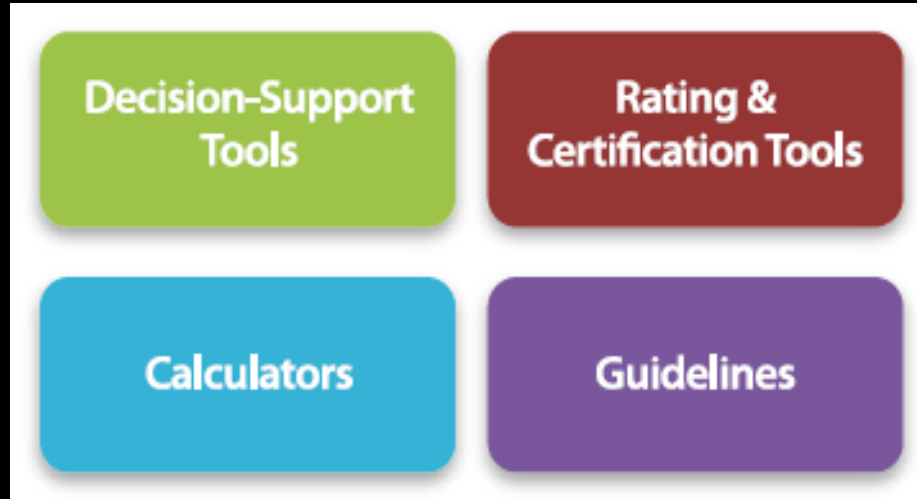 Decision-Support
Tools
Rating &
Certification Tools
Calculators
Guidelines